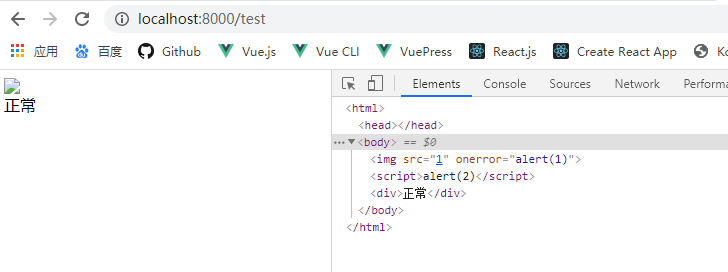 localhost:8000/test
应用 百度 Github Vue.js Vue CLI VuePress React.js Create React App Ko
正常
Elements Console Sources Network Performa
<html>
<head></head>
<body> == $0
<img src="1" onerror="alert(1)">
<script>alert(2)</script>
<div>正常</div>
</body>
</html>